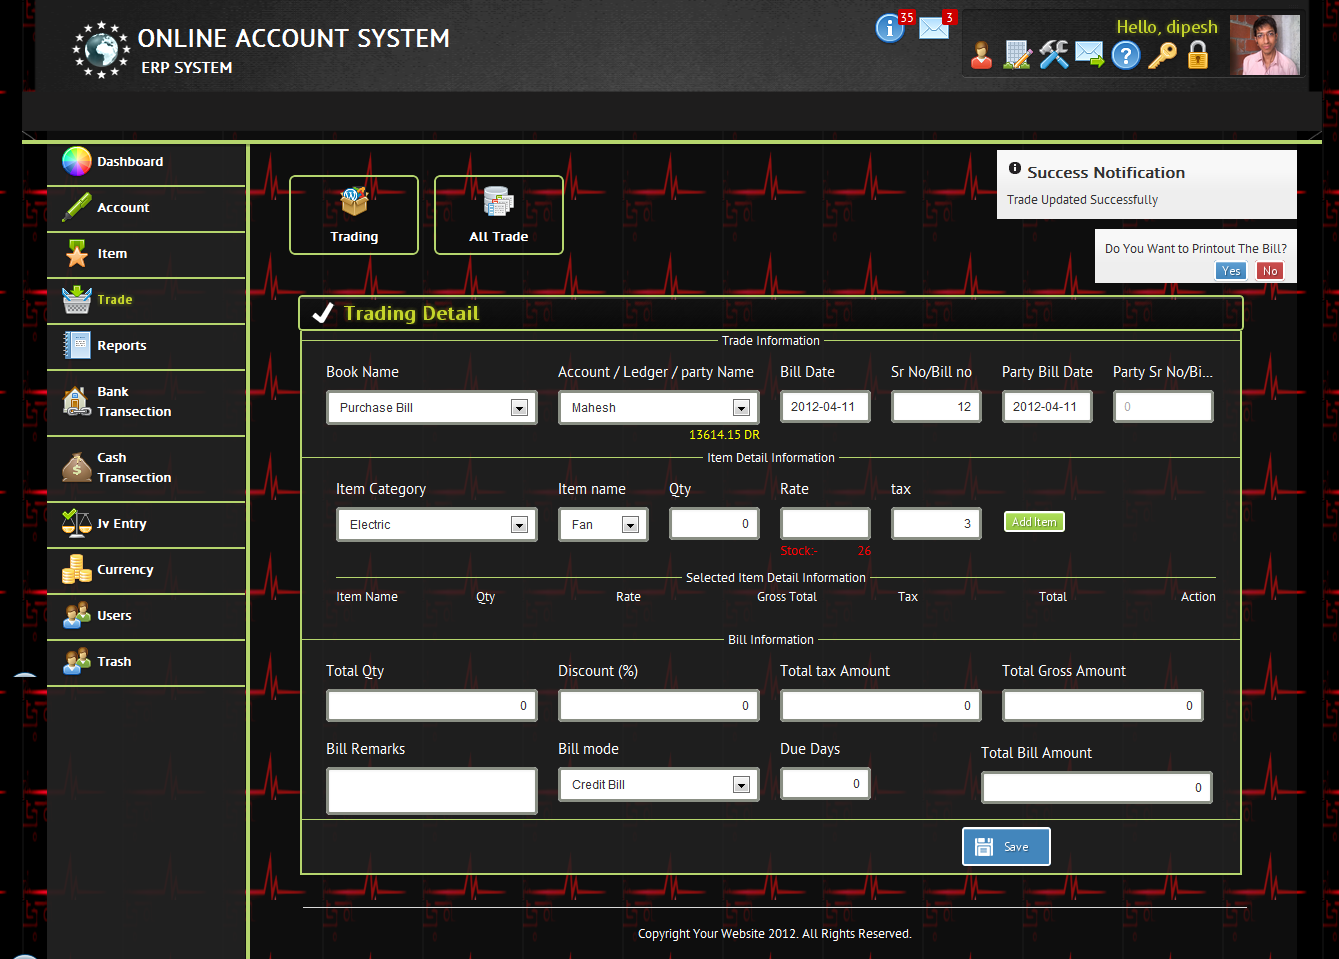 ONLINE ACCOUNT SYSTEM
ERP SYSTEM
35
3
Hello, dipesh
Dashboard
Account
Item
Trade
Reports
Bank
Transection
Cash
Transection
Jv Entry
Currency
Users
Trash
Trading
All Trade
Success Notification
Trade Updated Successfully
Do You Want to Printout The Bill?
Yes No
Trading Detail
Trade Information
Book Name Account / Ledger / party Name Bill Date Sr No/Bill no Party Bill Date Party Sr No/Bi...
Purchase Bill Mahesh 2012-04-11 12 2012-04-11 0
13614.15 DR
Item Detail Information
Item Category Item name Qty Rate tax
Electric Fan 0 3 Add Item
Stock:- 26
Selected Item Detail Information
Item Name Qty Rate Gross Total Tax Total Action
Bill Information
Total Qty Discount (%) Total tax Amount Total Gross Amount
0 0 0 0
Bill Remarks Bill mode Due Days Total Bill Amount
Credit Bill 0 0
Save
Copyright Your Website 2012. All Rights Reserved.